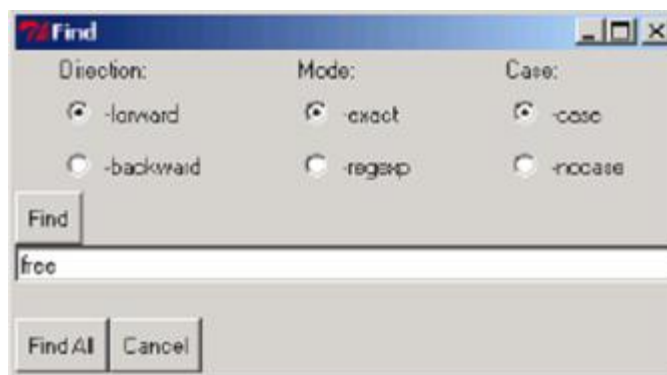 Find
Direction: Mode: Case:
-forward -exact -case
-backward -regexp -nocase
Find
free
Find All Cancel